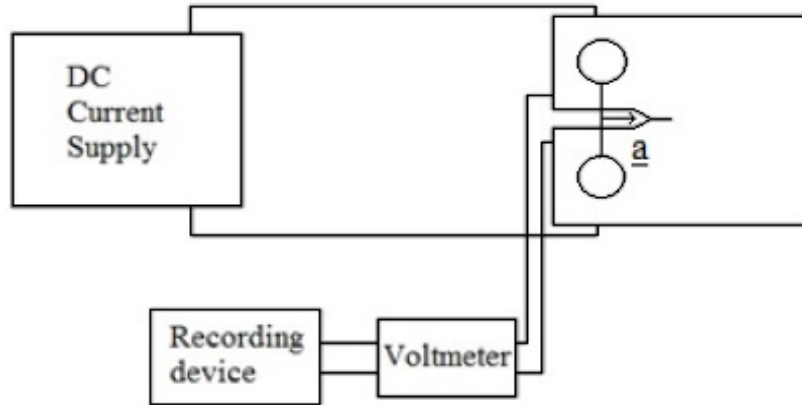 DC
Current
Supply
a
Recording
device
Voltmeter